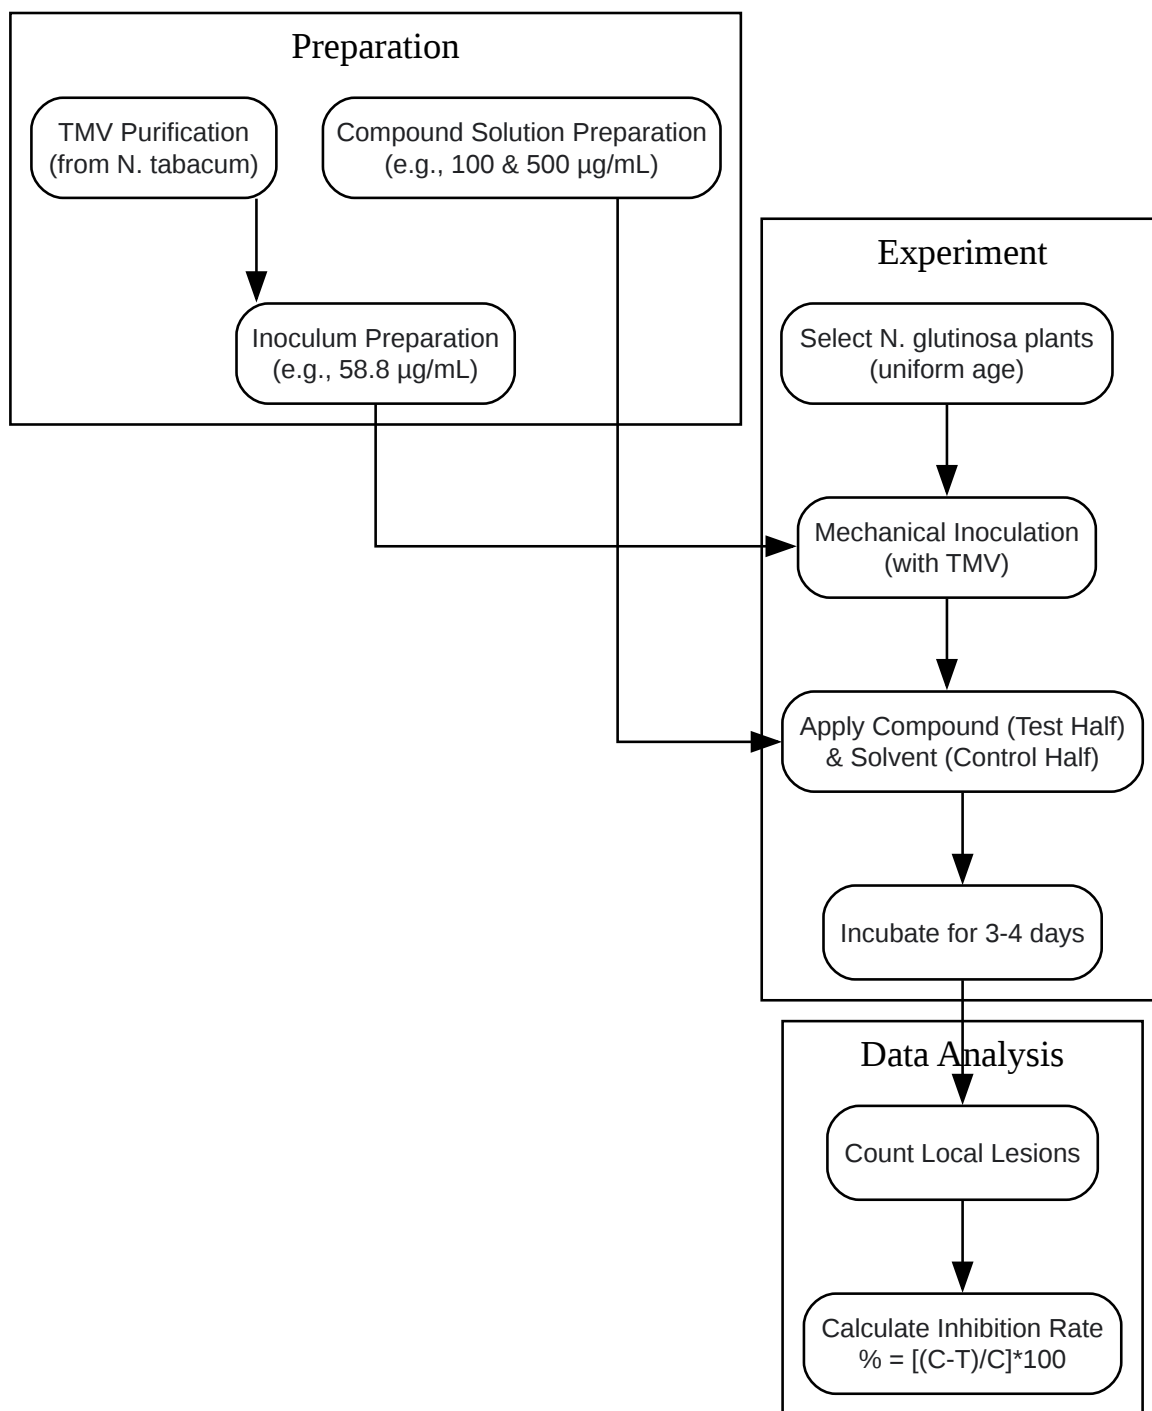 Preparation
TMV Purification
(from N. tabacum)
Compound Solution Preparation
(e.g., 100 & 500 µg/mL)
Inoculum Preparation
(e.g., 58.8 µg/mL)
Experiment
Select N. glutinosa plants
(uniform age)
Mechanical Inoculation
(with TMV)
Apply Compound (Test Half)
& Solvent (Control Half)
Incubate for 3-4 days
Data Analysis
Count Local Lesions
Calculate Inhibition Rate
% = [(C-T)/C]*100